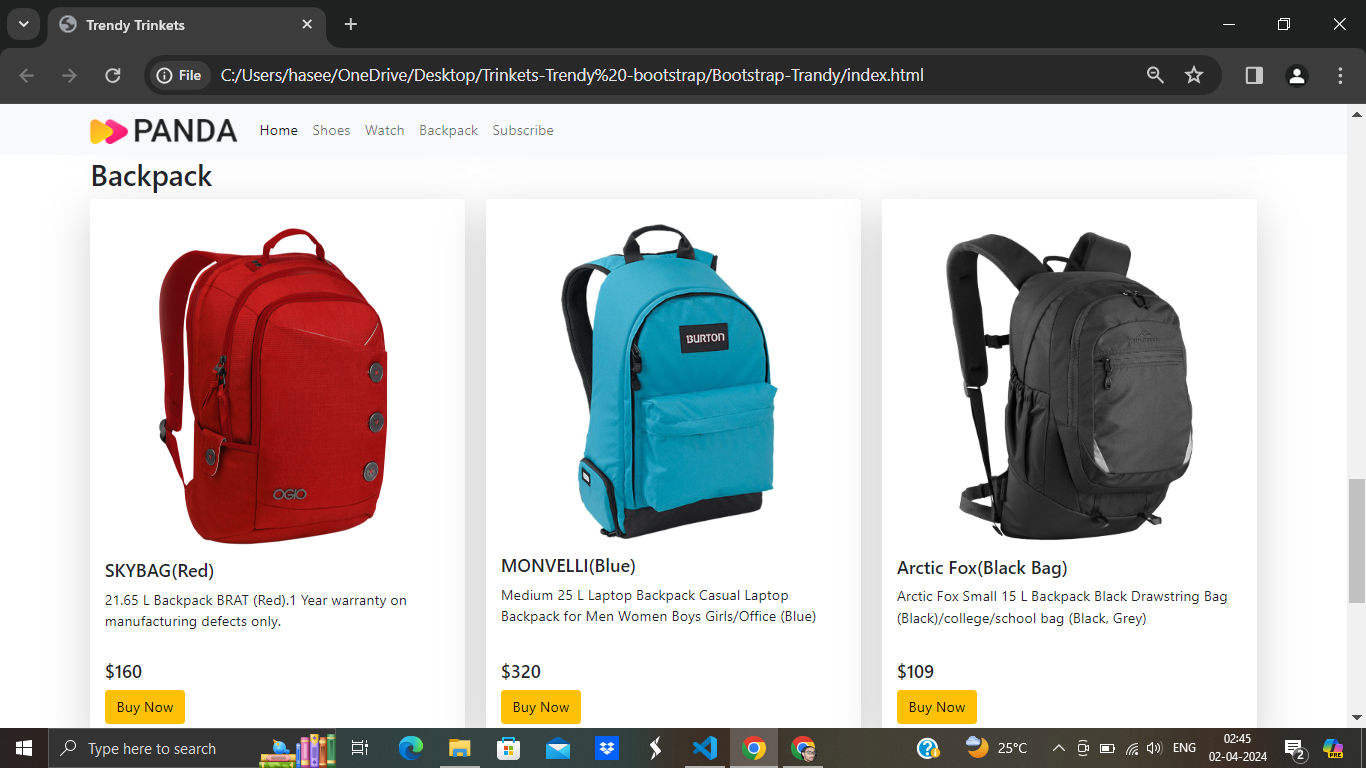 Trendy Trinkets
File C:/Users/hasee/OneDrive/Desktop/Trinkets-Trendy%20-bootstrap/Bootstrap-Trandy/index.html
PANDA Home Shoes Watch Backpack Subscribe
Backpack
OGIO
BURTON
SKYBAG(Red)
21.65 L Backpack BRAT (Red).1 Year warranty on
manufacturing defects only.
$160
Buy Now
MONVELLI(Blue)
Medium 25 L Laptop Backpack Casual Laptop
Backpack for Men Women Boys Girls/Office (Blue)
$320
Buy Now
Arctic Fox(Black Bag)
Arctic Fox Small 15 L Backpack Black Drawstring Bag
(Black)/college/school bag (Black, Grey)
$109
Buy Now
Type here to search
25°C
ENG
02:45
02-04-2024
2
PRE